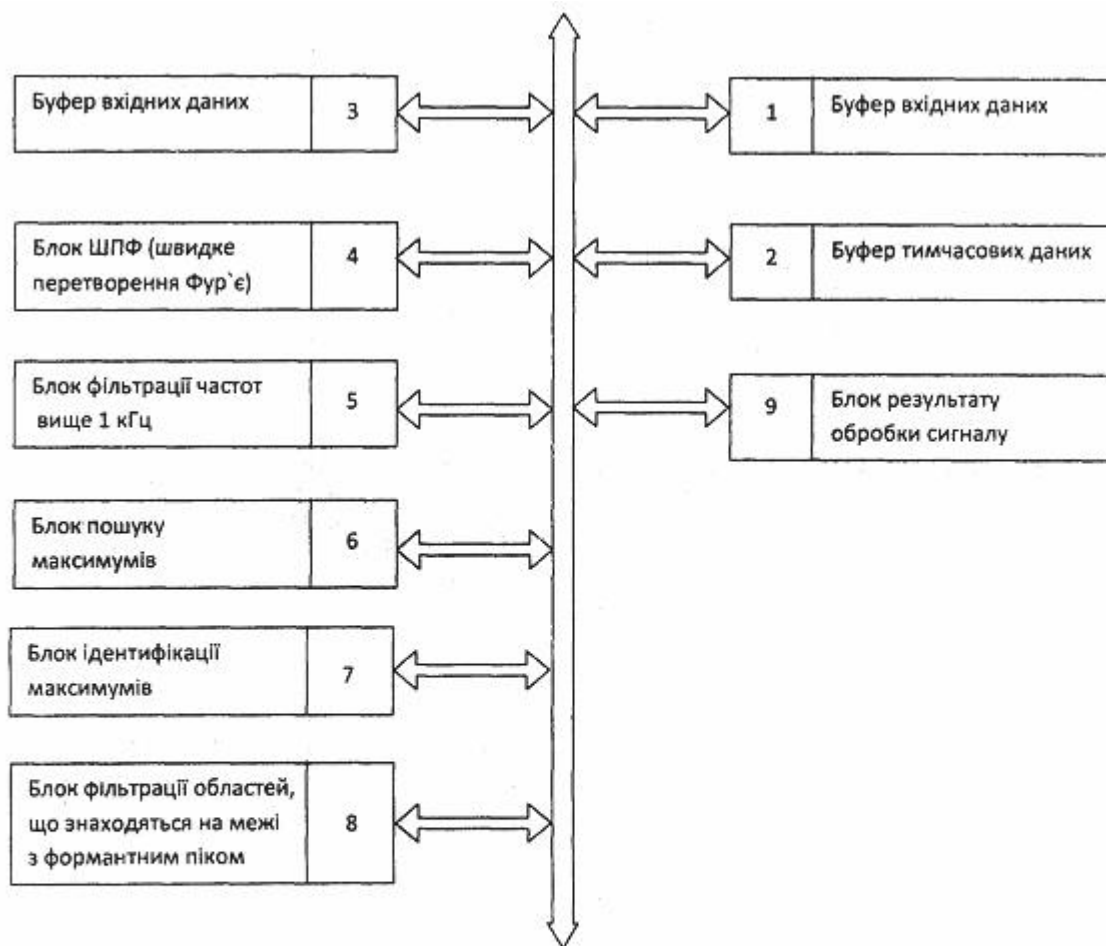 Буфер вхідних даних
3
1
Буфер вхідних даних
Блок ШПФ (швидке
перетворення Фур`є)
4
2
Буфер тимчасових даних
Блок фільтрації частот
вище 1 кГц
5
9
Блок результату
обробки сигналу
Блок пошуку
максимумів
6
Блок ідентифікації
максимумів
7
Блок фільтрації областей,
що знаходяться на межі
з формантним піком
8